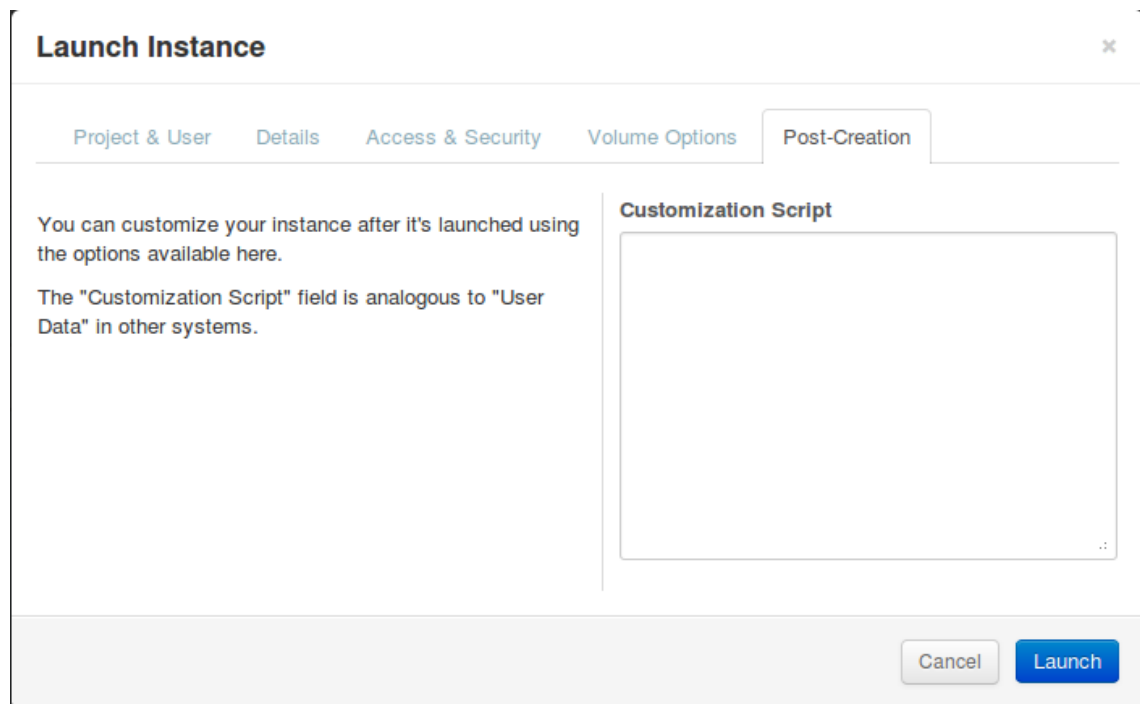 Launch Instance
×
Project & User
Details
Access & Security
Volume Options
Post-Creation
You can customize your instance after it's launched using
the options available here.
The "Customization Script" field is analogous to "User
Data" in other systems.
Customization Script
Cancel
Launch